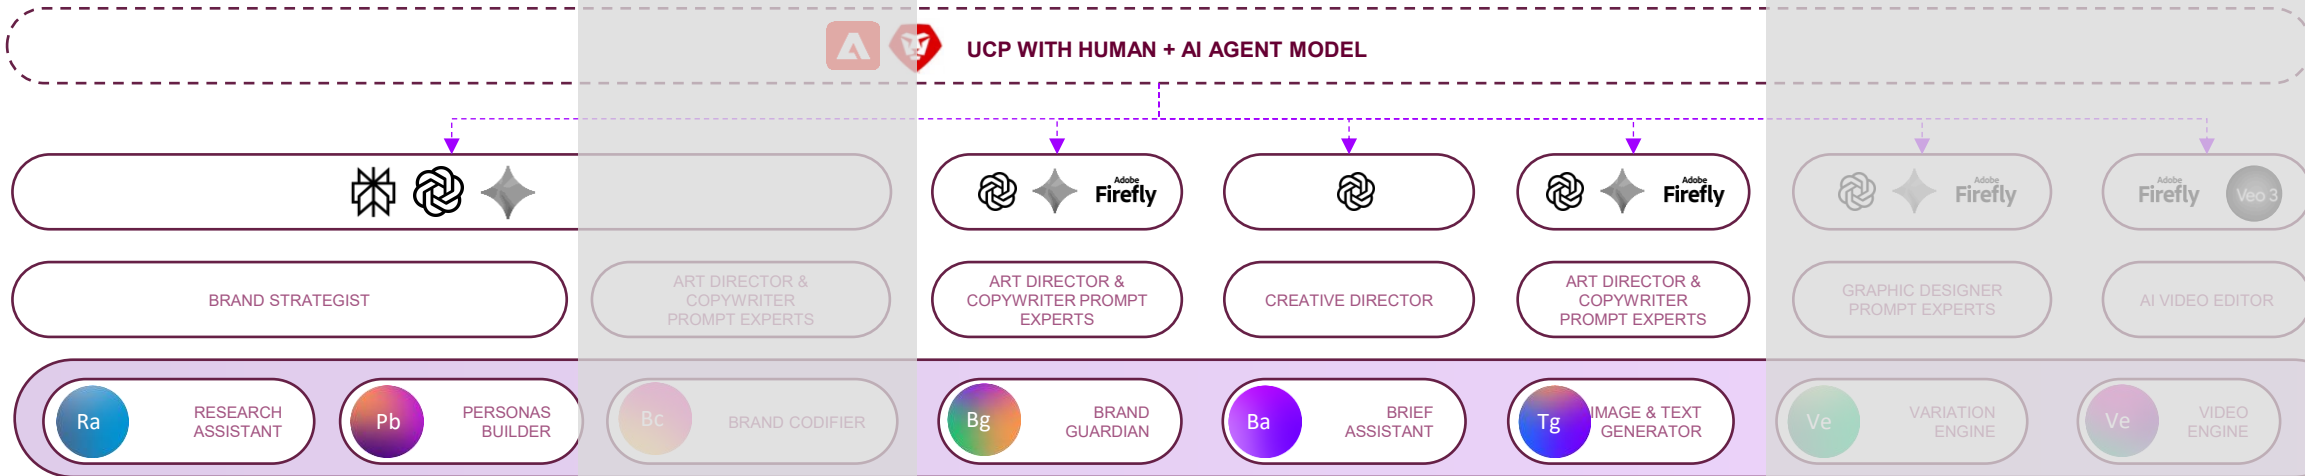 UCP WITH HUMAN + AI AGENT MODEL
Adobe
Firefly
Adobe
Firefly
Adobe
Firefly
Adobe
Firefly
Veo 3
BRAND STRATEGIST
ART DIRECTOR &
COPYWRITER
PROMPT EXPERTS
ART DIRECTOR &
COPYWRITER PROMPT
EXPERTS
CREATIVE DIRECTOR
ART DIRECTOR &
COPYWRITER
PROMPT EXPERTS
GRAPHIC DESIGNER
PROMPT EXPERTS
AI VIDEO EDITOR
Ra
RESEARCH
ASSISTANT
Pb
PERSONAS
BUILDER
Bc
BRAND CODIFIER
Bg
BRAND
GUARDIAN
Ba
BRIEF
ASSISTANT
Tg
IMAGE & TEXT
GENERATOR
Ve
VARIATION
ENGINE
Ve
VIDEO
ENGINE